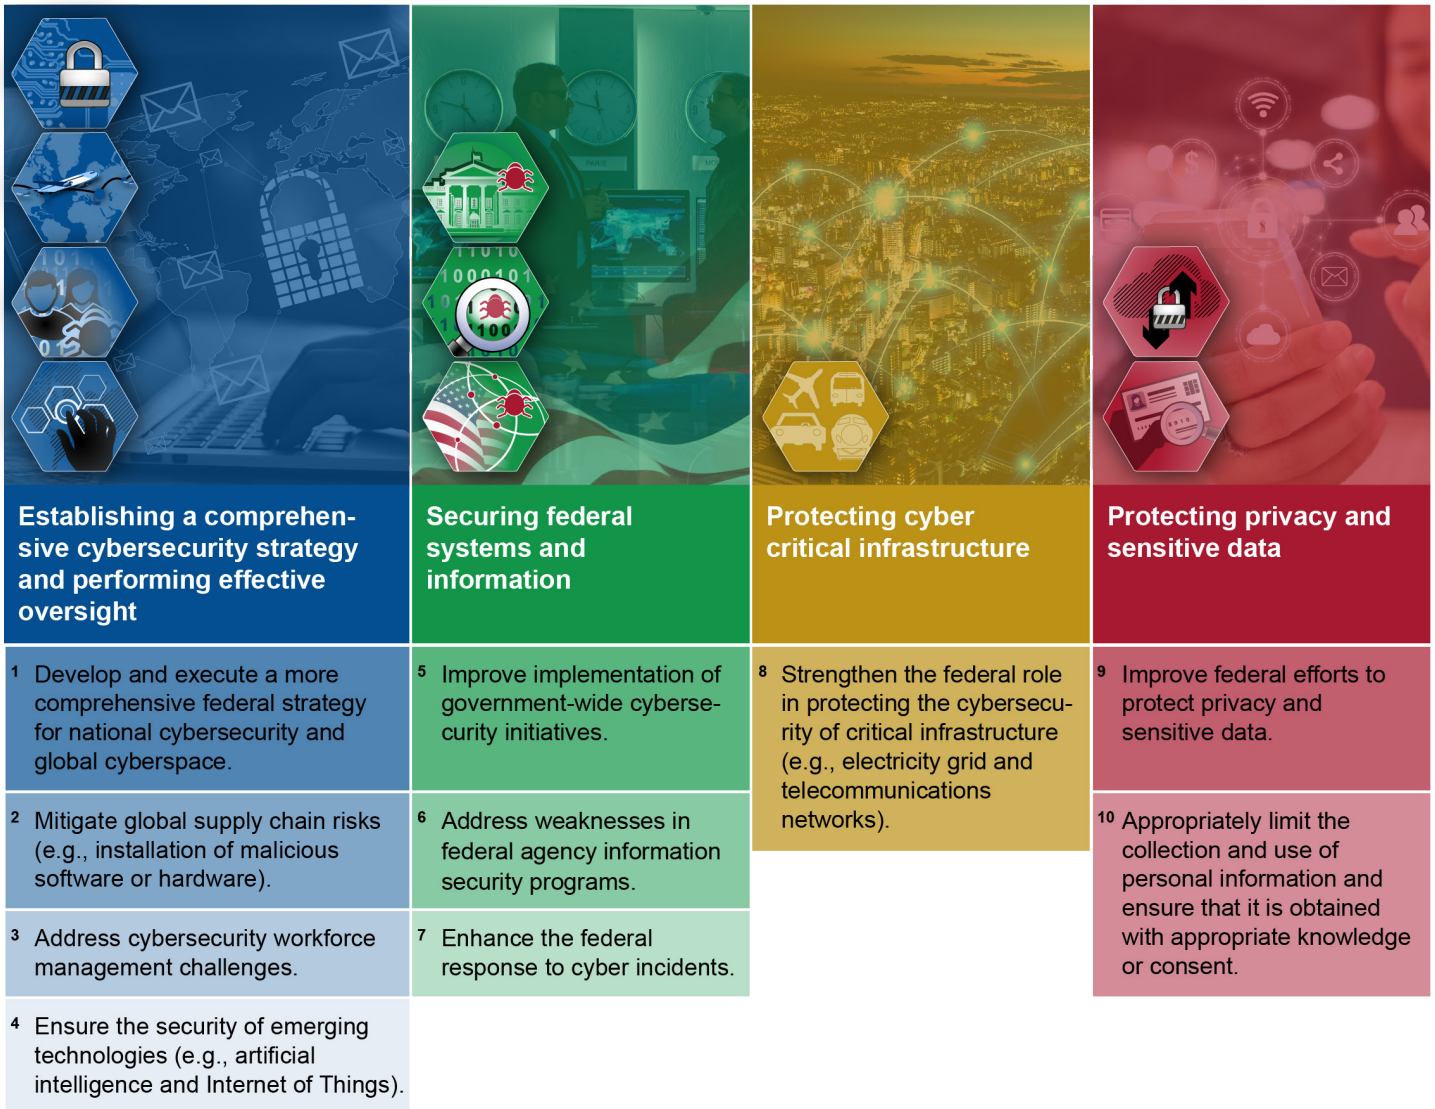 Establishing a comprehen-
sive cybersecurity strategy
and performing effective
oversight
1 Develop and execute a more
comprehensive federal strategy
for national cybersecurity and
global cyberspace.
2 Mitigate global supply chain risks
(e.g., installation of malicious
software or hardware).
3 Address cybersecurity workforce
management challenges.
4 Ensure the security of emerging
technologies (e.g., artificial
intelligence and Internet of Things).
PARIS
Securing federal
systems and
information
5 Improve implementation of
government-wide cyberse-
curity initiatives.
6 Address weaknesses in
federal agency information
security programs.
7 Enhance the federal
response to cyber incidents.
Protecting cyber
critical infrastructure
8 Strengthen the federal role
in protecting the cybersecu-
rity of critical infrastructure
(e.g., electricity grid and
telecommunications
networks).
Protecting privacy and
sensitive data
9 Improve federal efforts to
protect privacy and
sensitive data.
10 Appropriately limit the
collection and use of
personal information and
ensure that it is obtained
with appropriate knowledge
or consent.